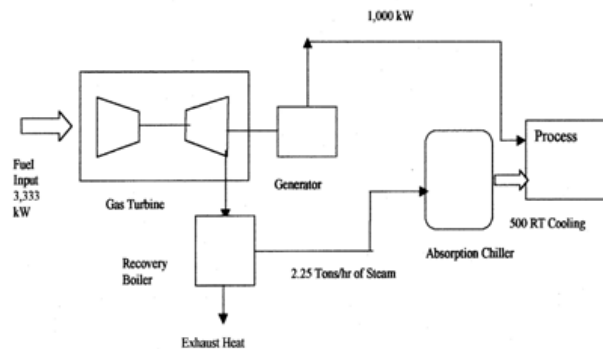 1,000 kW
Process
Fuel
Input
3,333
kW
Gas Turbine
Generator
Absorption Chiller
500 RT Cooling
Recovery
Boiler
2.25 Tons/hr of Steam
Exhaust Heat